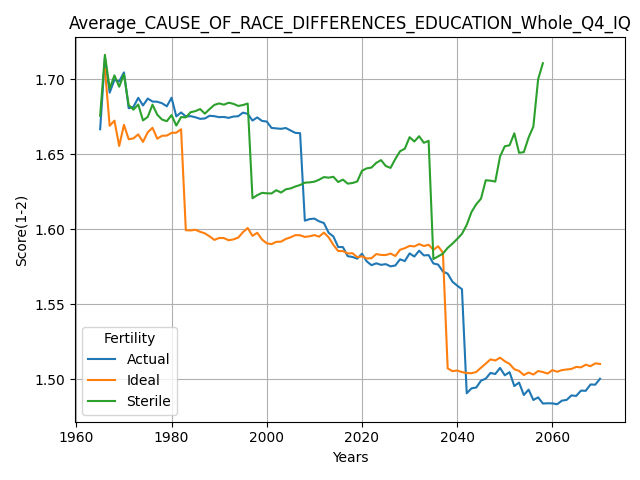 Average_CAUSE_OF_RACE_DIFFERENCES_EDUCATION_Whole_Q4_IQ
1.70
1.65
1.60
1.55
1.50
Score(1-2)
Fertility
Actual
Ideal
Sterile
1960
1980
2000
2020
2040
2060
Years